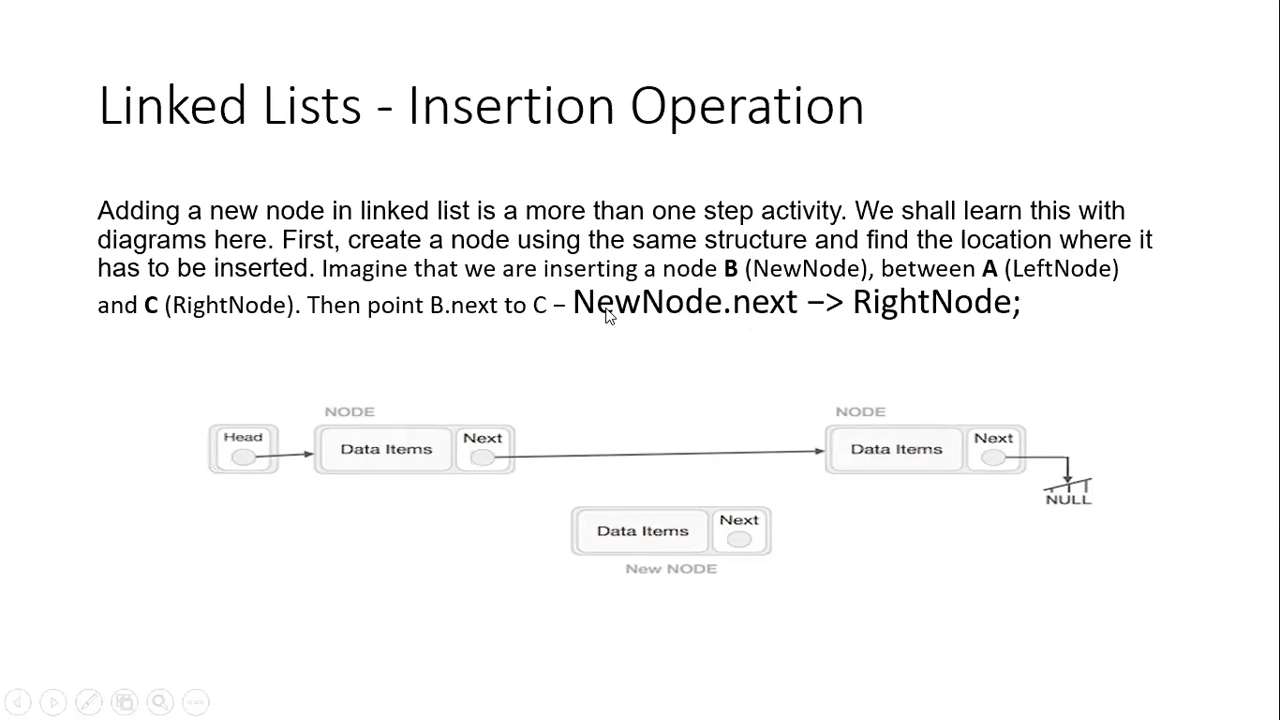 Linked Lists - Insertion Operation
Adding a new node in linked list is a more than one step activity. We shall learn this with
diagrams here. First, create a node using the same structure and find the location where it
has to be inserted. Imagine that we are inserting a node B (NewNode), between A (LeftNode)
and C (RightNode). Then point B.next to C – NewNode.next −> RightNode;
NODE
NODE
Head
Data Items
Next
Data Items
Next
NULL
Data Items
Next
New NODE